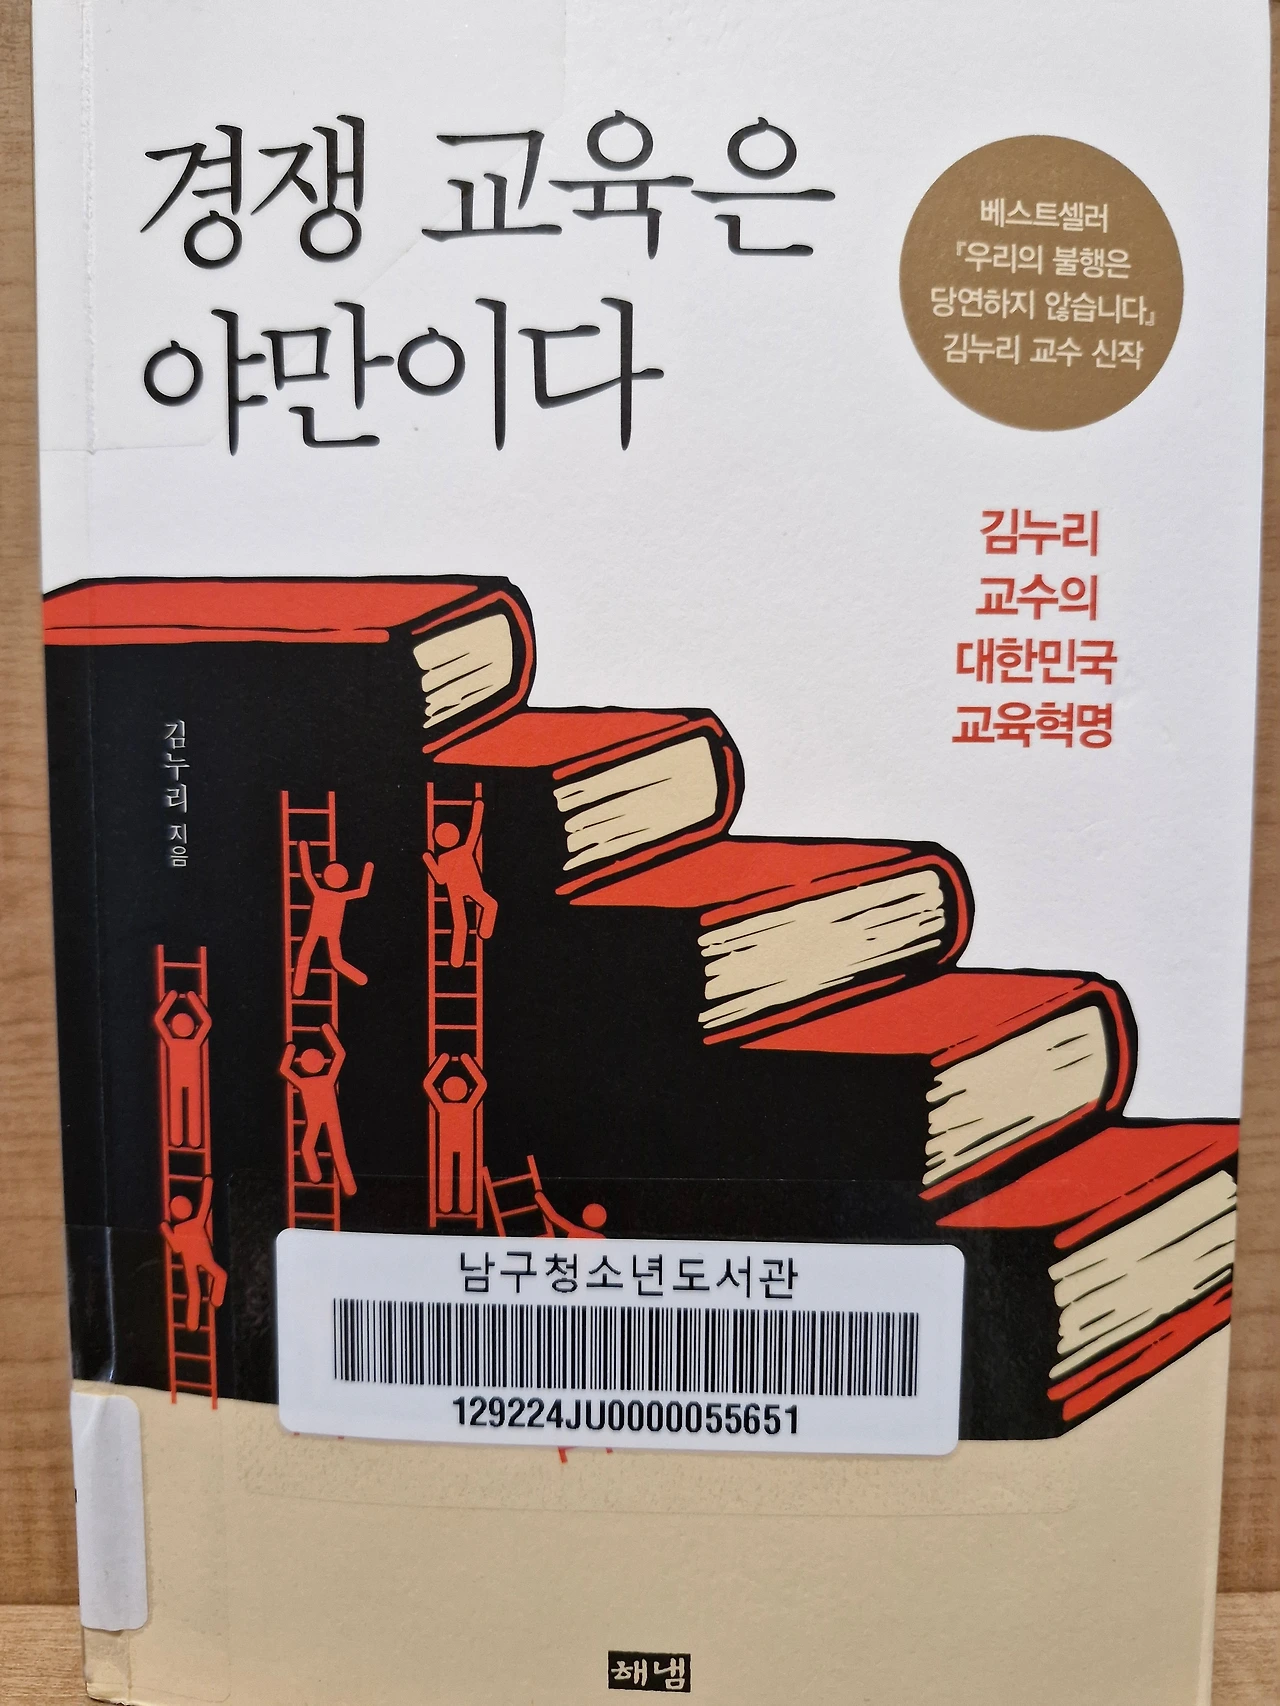 경쟁 교육은
야만이다
베스트셀러
『우리의 불행은
당연하지 않습니다』
김누리 교수 신작
김누리
교수의
대한민국
교육혁명
김누리 지음
남구청소년도서관
129224JU0000055651
해냄